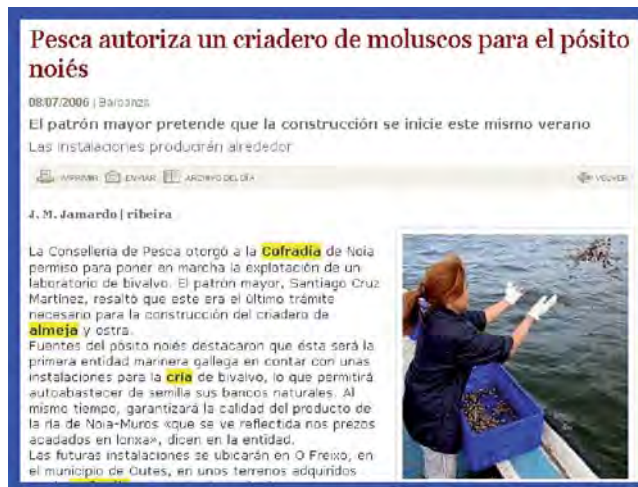 Pesca autoriza un criadero de moluscos para el pósito
noiés
08/07/2006 | Barbanza
El patrón mayor pretende que la construcción se inicie este mismo verano
Las instalaciones producirán alrededor
IMPRIMIR ENVIAR ARCHIVO DEL DÍA VOLVER
J. M. Jamardo | ribeira
La Consellería de Pesca otorgó a la Cofradía de Noia
permiso para poner en marcha la explotación de un
laboratorio de bivalvo. El patrón mayor, Santiago Cruz
Martínez, resaltó que este era el último trámite
necesario para la construcción del criadero de
almeja y ostra.
Fuentes del pósito noiés destacaron que ésta será la
primera entidad marinera gallega en contar con unas
instalaciones para la cría de bivalvo, lo que permitirá
autoabastecer de semilla sus bancos naturales. Al
mismo tiempo, garantizará la calidad del producto de
la ría de Noia-Muros «que se ve reflectida nos prezos
acadados en lonxa», dicen en la entidad.
Las futuras instalaciones se ubicarán en O Freixo, en
el municipio de Outes, en unos terrenos adquiridos